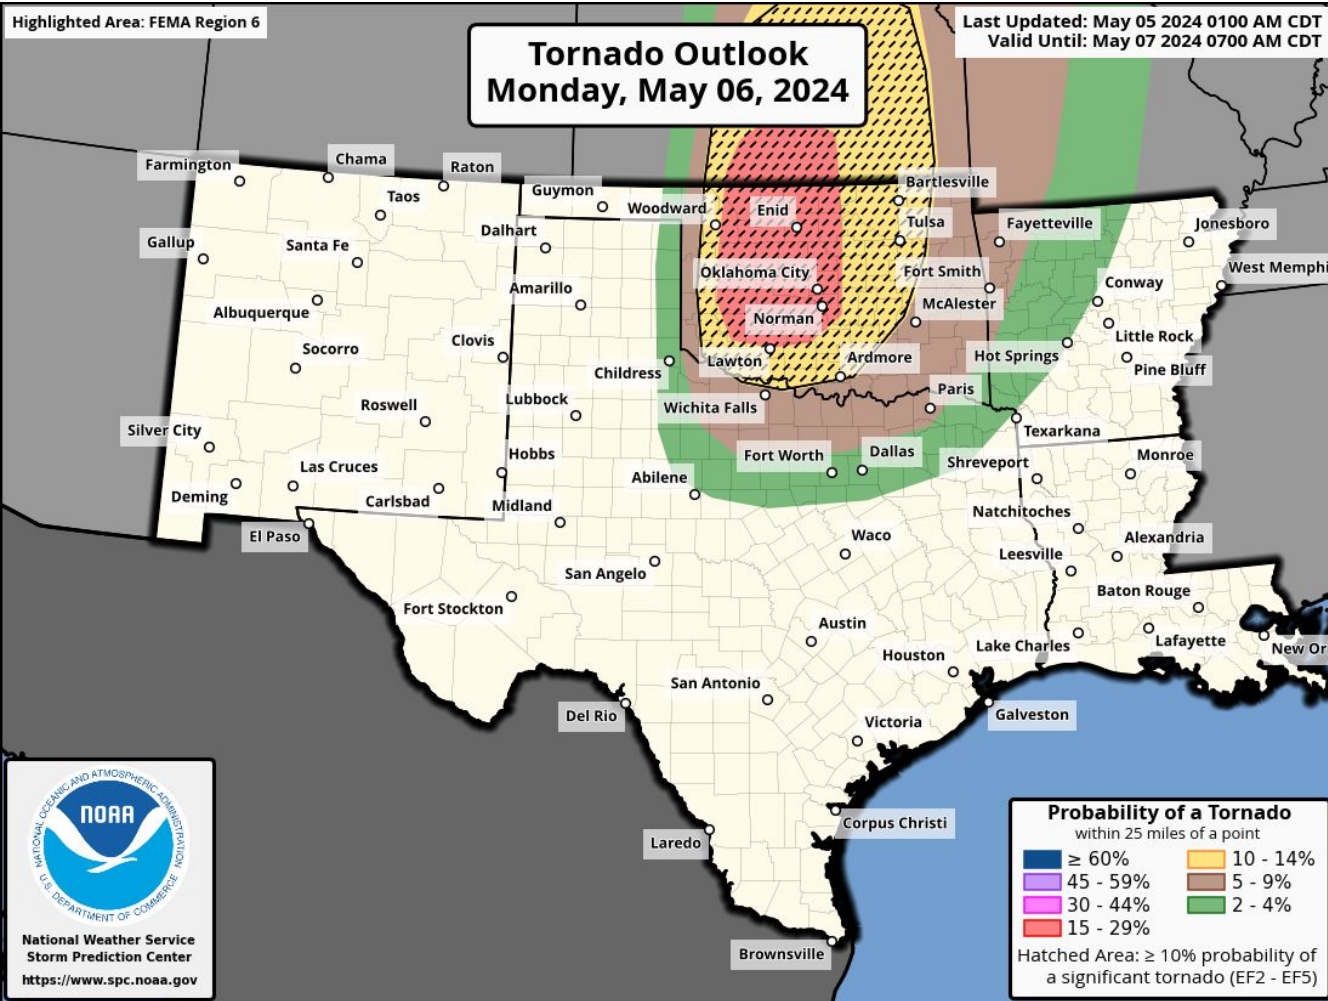 Highlighted Area: FEMA Region 6
Last Updated: May 05 2024 0100 AM CDT
Valid Until: May 07 2024 0700 AM CDT
Tornado Outlook
Monday, May 06, 2024
Farmington
Chama
Raton
Taos
Guymon
Woodward
Enid
Bartlesville
Gallup
Santa Fe
Dalhart
Tulsa
Fayetteville
Jonesboro
Albuquerque
Amarillo
Oklahoma City
Fort Smith
Conway
West Memphi
Norman
McAlester
Socorro
Clovis
Childress
Lawton
Ardmore
Hot Springs
Little Rock
Pine Bluff
Roswell
Lubbock
Wichita Falls
Paris
Texarkana
Silver City
Las Cruces
Hobbs
Abilene
Fort Worth
Dallas
Shreveport
Monroe
Deming
Carlsbad
Midland
Natchitoches
El Paso
San Angelo
Waco
Leesville
Alexandria
Fort Stockton
Baton Rouge
Austin
Lake Charles
Lafayette
New Or
Houston
San Antonio
Del Rio
Galveston
Victoria
Corpus Christi
Laredo
Brownsville
NATIONAL OCEANIC AND ATMOSPHERIC ADMINISTRATION
NOAA
U.S. DEPARTMENT OF COMMERCE
National Weather Service
Storm Prediction Center
https://www.spc.noaa.gov
Probability of a Tornado
within 25 miles of a point
≥ 60%
10 - 14%
45 - 59%
5 - 9%
30 - 44%
2 - 4%
15 - 29%
Hatched Area: ≥ 10% probability of
a significant tornado (EF2 - EF5)